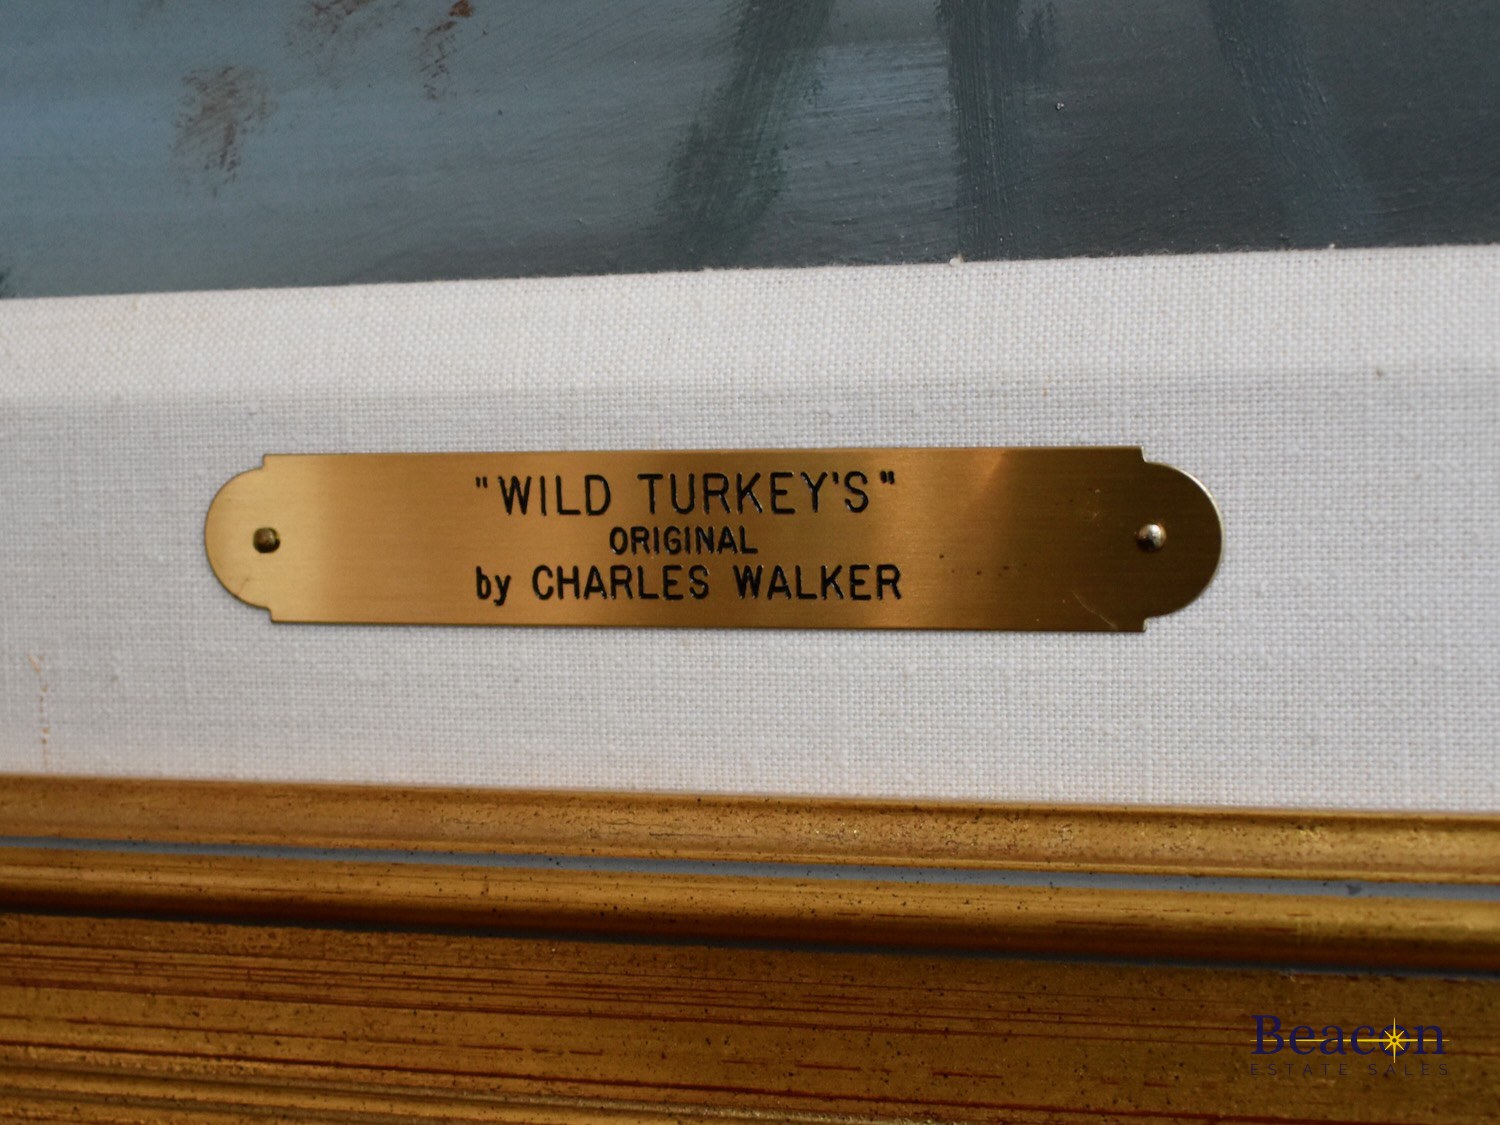 "WILD TURKEY'S"
ORIGINAL
by CHARLES WALKER
Beacon
ESTATE SALES